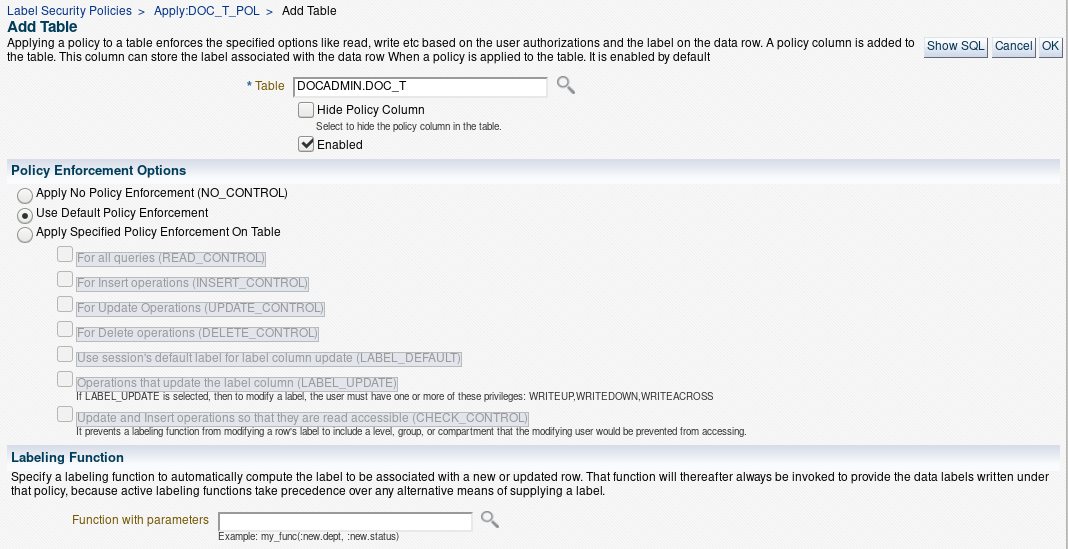 Label Security Policies > Apply:DOC_T_POL > Add Table
Add Table
Applying a policy to a table enforces the specified options like read, write etc based on the user authorizations and the label on the data row. A policy column is added to
the table. This column can store the label associated with the data row When a policy is applied to the table. It is enabled by default
Show SQL Cancel OK
* Table DOCADMIN.DOC_T
Hide Policy Column
Select to hide the policy column in the table.
Enabled
Policy Enforcement Options
Apply No Policy Enforcement (NO_CONTROL)
Use Default Policy Enforcement
Apply Specified Policy Enforcement On Table
For all queries (READ_CONTROL)
For Insert operations (INSERT_CONTROL)
For Update Operations (UPDATE_CONTROL)
For Delete operations (DELETE_CONTROL)
Use session's default label for label column update (LABEL_DEFAULT)
Operations that update the label column (LABEL_UPDATE)
If LABEL_UPDATE is selected, then to modify a label, the user must have one or more of these privileges: WRITEUP,WRITEDOWN,WRITEACROSS
Update and Insert operations so that they are read accessible (CHECK_CONTROL)
It prevents a labeling function from modifying a row's label to include a level, group, or compartment that the modifying user would be prevented from accessing.
Labeling Function
Specify a labeling function to automatically compute the label to be associated with a new or updated row. That function will thereafter always be invoked to provide the data labels written under
that policy, because active labeling functions take precedence over any alternative means of supplying a label.
Function with parameters
Example: my_func(:new.dept, :new.status)